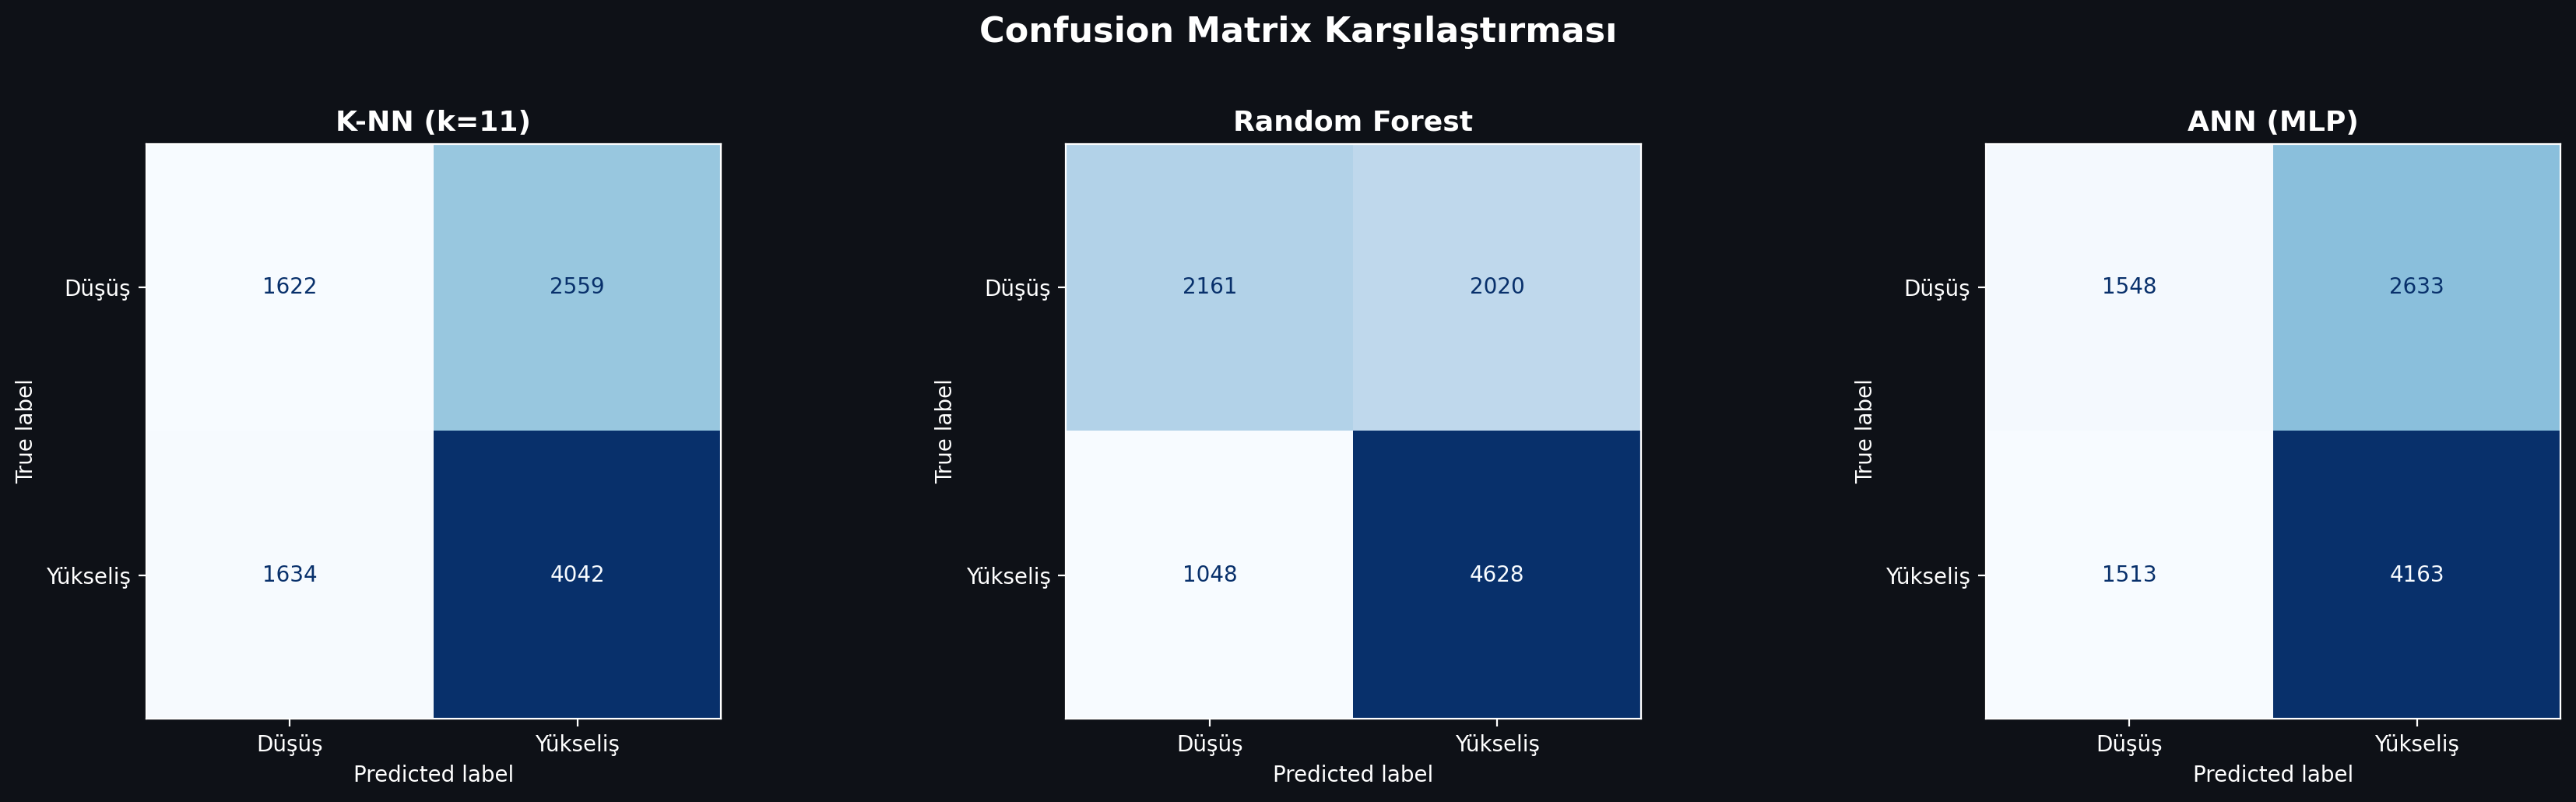 Confusion Matrix Karşılaştırması
K-NN (k=11)
True label
Düşüş
1622 2559
Yükseliş
1634 4042
Düşüş Yükseliş
Predicted label
Random Forest
True label
Düşüş
2161 2020
Yükseliş
1048 4628
Düşüş Yükseliş
Predicted label
ANN (MLP)
True label
Düşüş
1548 2633
Yükseliş
1513 4163
Düşüş Yükseliş
Predicted label